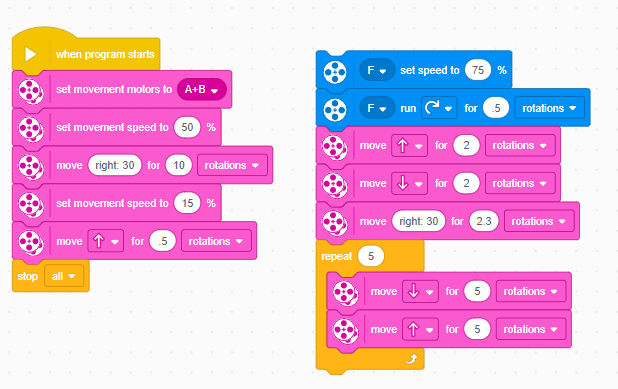 when program starts
set movement motors to A+B
set movement speed to 50 %
move right: 30 for 10 rotations
set movement speed to 15 %
move for .5 rotations
stop all
F set speed to 75 %
F run for .5 rotations
move for 2 rotations
move for 2 rotations
move right: 30 for 2.3 rotations
repeat 5
move for 5 rotations
move for 5 rotations